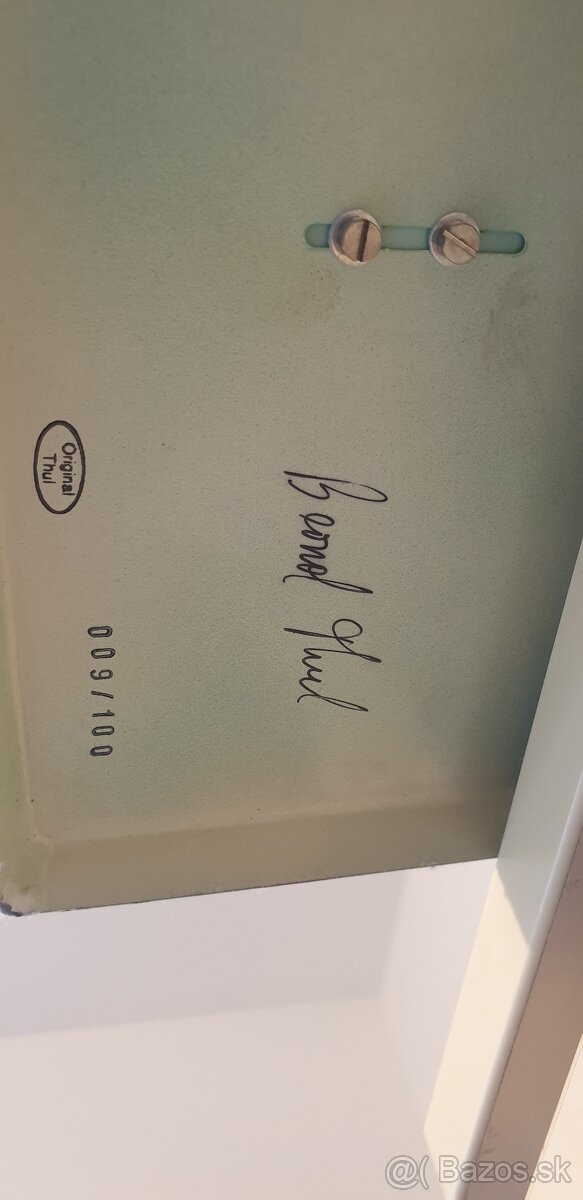 Original
Thul
Bernd Thul
009/100
@( Bazos.sk